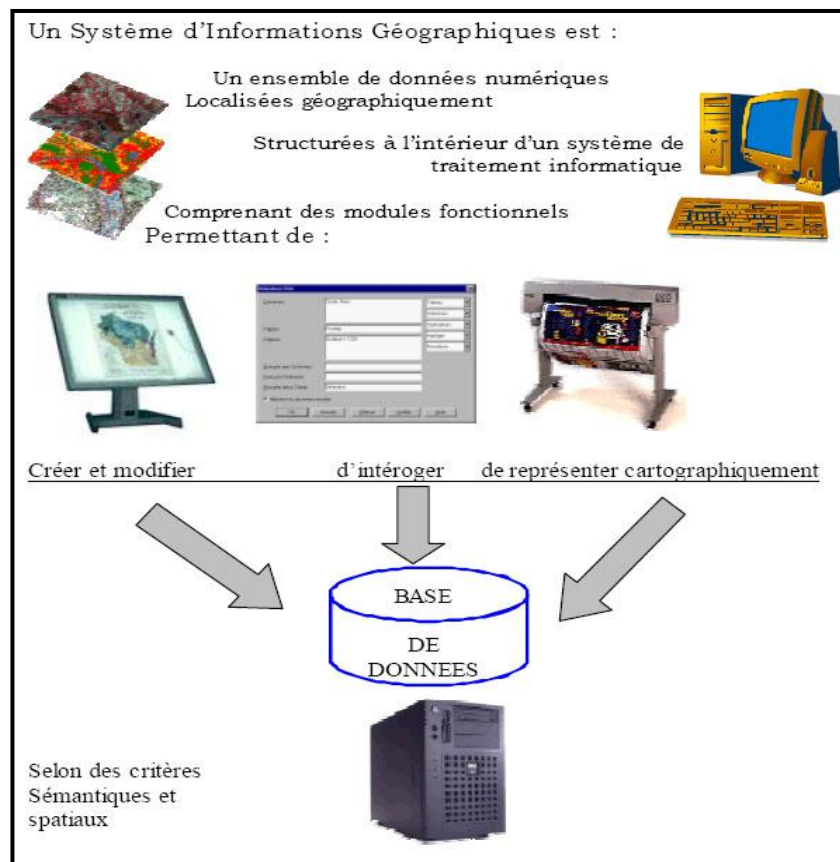 Un Système d'Informations Géographiques est :
Un ensemble de données numériques
Localisées géographiquement
Structurées à l'intérieur d'un système de
traitement informatique
Comprenant des modules fonctionnels
Permettant de :
Créer et modifier
d'intéroger
de représenter cartographiquement
BASE
DE
DONNEES
Selon des critères
Sémantiques et
spatiaux